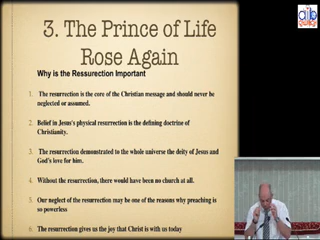 3. The Prince of Life
Rose Again
Why is the Ressurection Important
1. The resurrection is the core of the Christian message and should never be
neglected or assumed.
2. Belief in Jesus's physical resurrection is the defining doctrine of
Christianity.
3. The resurrection demonstrated to the whole universe the deity of Jesus and
God's love for him.
4. Without the resurrection, there would have been no church at all.
5. Our neglect of the resurrection may be one of the reasons why preaching is
so powerless
6. The resurrection gives us the joy that Christ is with us today